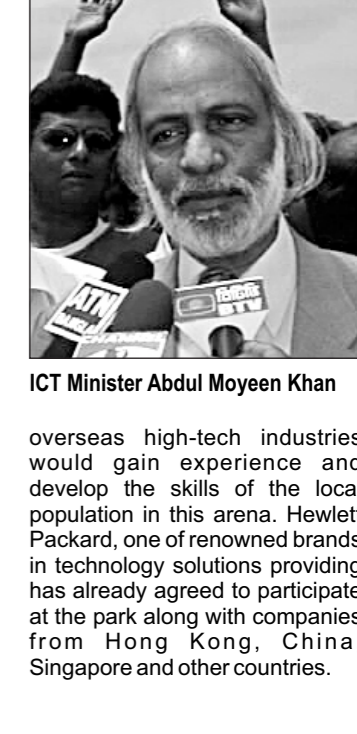 ATN
BANGLA
CHANNEL
বিটিভি
BTV
ICT Minister Abdul Moyeen Khan
overseas high-tech industries
would gain experience and
develop the skills of the local
population in this arena. Hewlett
Packard, one of renowned brands
in technology solutions providing
has already agreed to participate
at the park along with companies
from Hong Kong, China
Singapore and other countries.